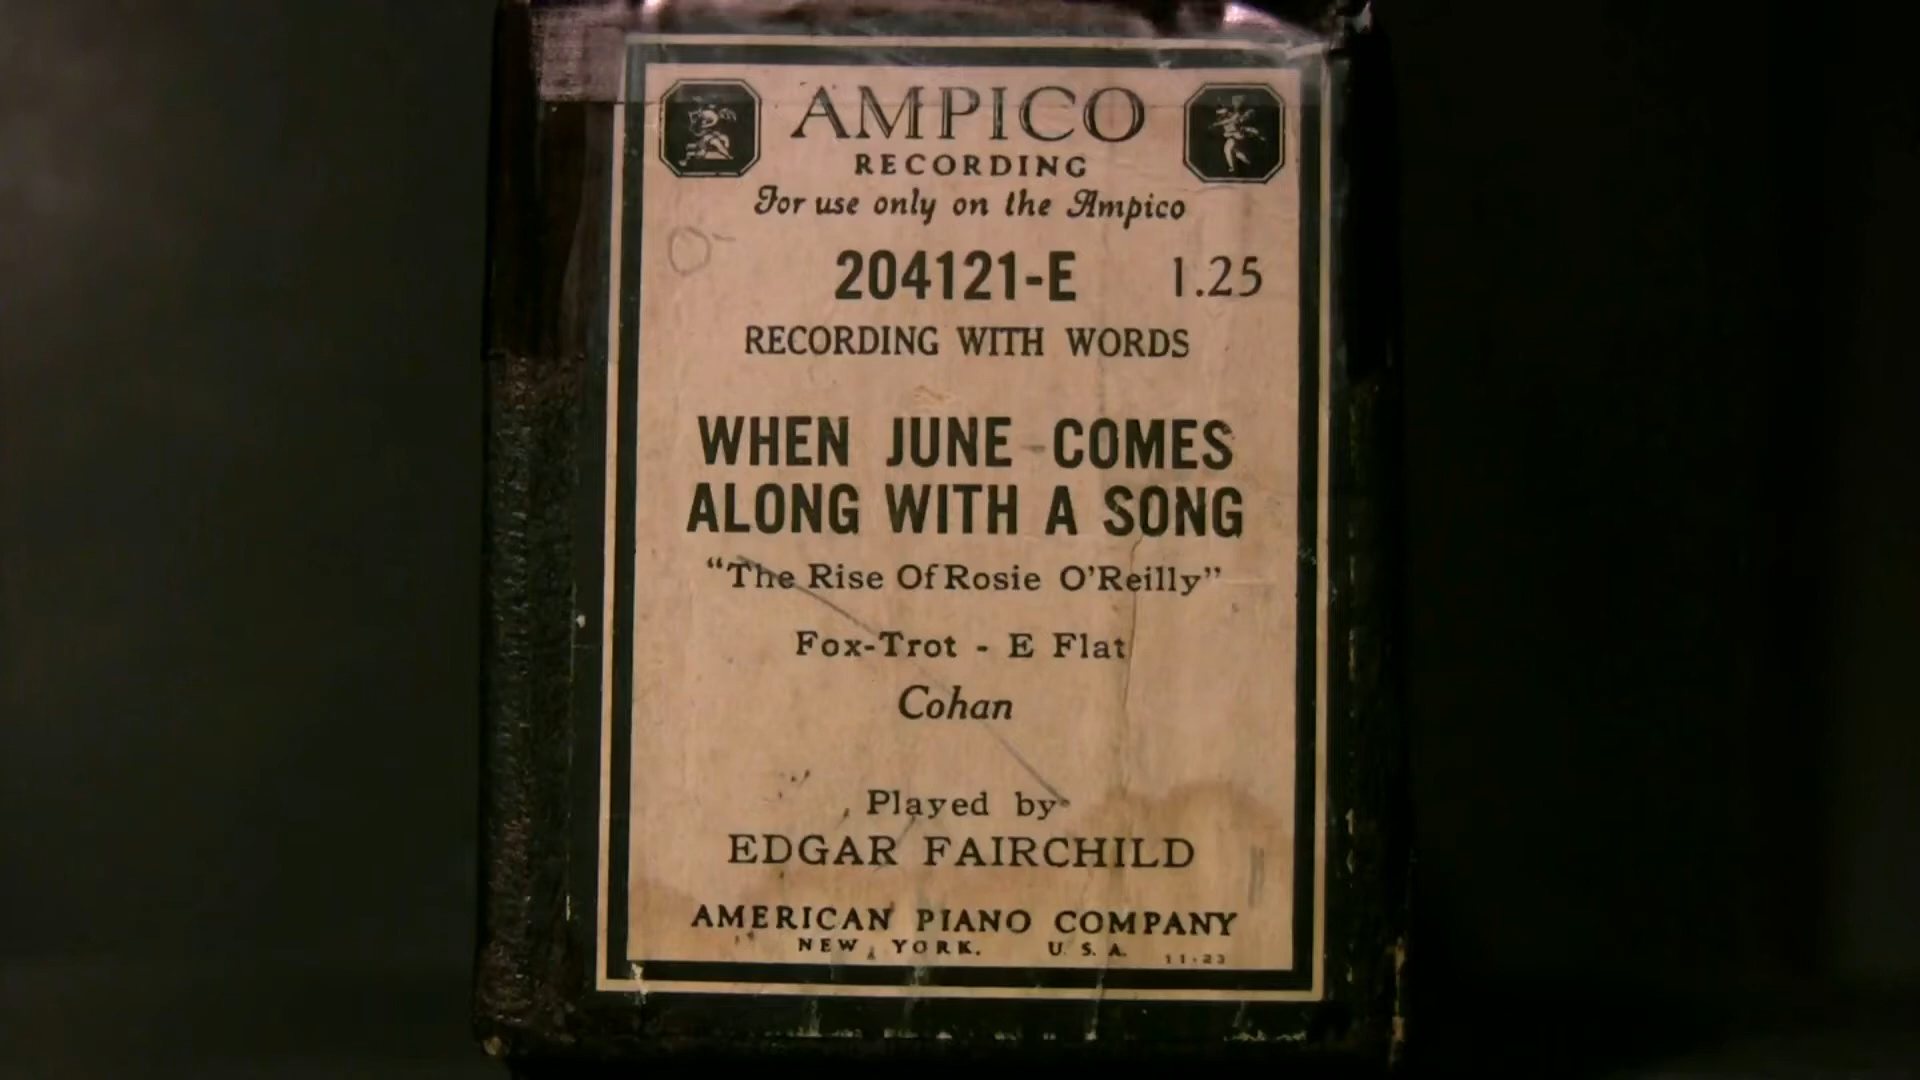 AMPICO
RECORDING
For use only on the Ampico
204121-E 1.25
RECORDING WITH WORDS
WHEN JUNE COMES
ALONG WITH A SONG
"The Rise Of Rosie O'Reilly"
Fox-Trot - E Flat
Cohan
Played by
EDGAR FAIRCHILD
AMERICAN PIANO COMPANY
NEW YORK. U. S. A.
11-23